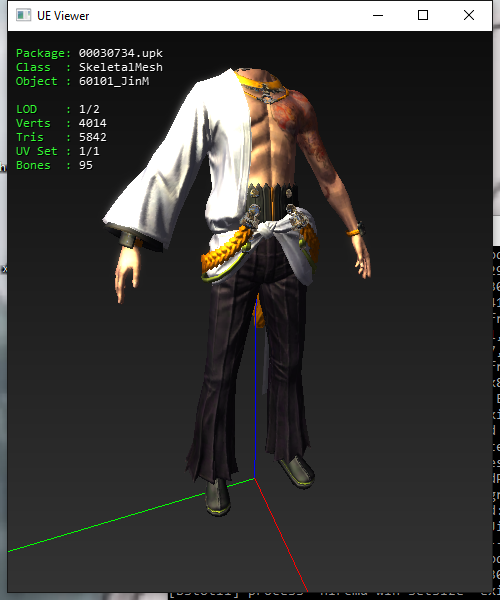 UE Viewer
Package: 00030734.upk
Class : SkeletalMesh
Object : 60101_JinM
LOD : 1/2
Verts : 4014
Tris : 5842
UV Set : 1/1
Bones : 95